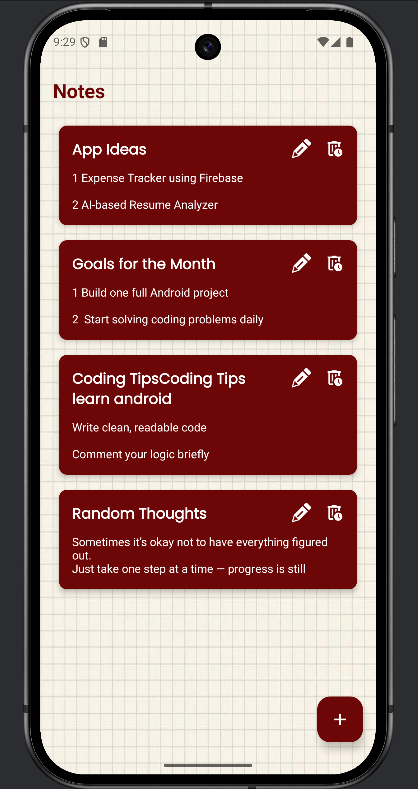 9:29
Notes
App Ideas
1 Expense Tracker using Firebase
2 AI-based Resume Analyzer
Goals for the Month
1 Build one full Android project
2  Start solving coding problems daily
Coding TipsCoding Tips
learn android
Write clean, readable code
Comment your logic briefly
Random Thoughts
Sometimes it's okay not to have everything figured
out.
Just take one step at a time — progress is still
+